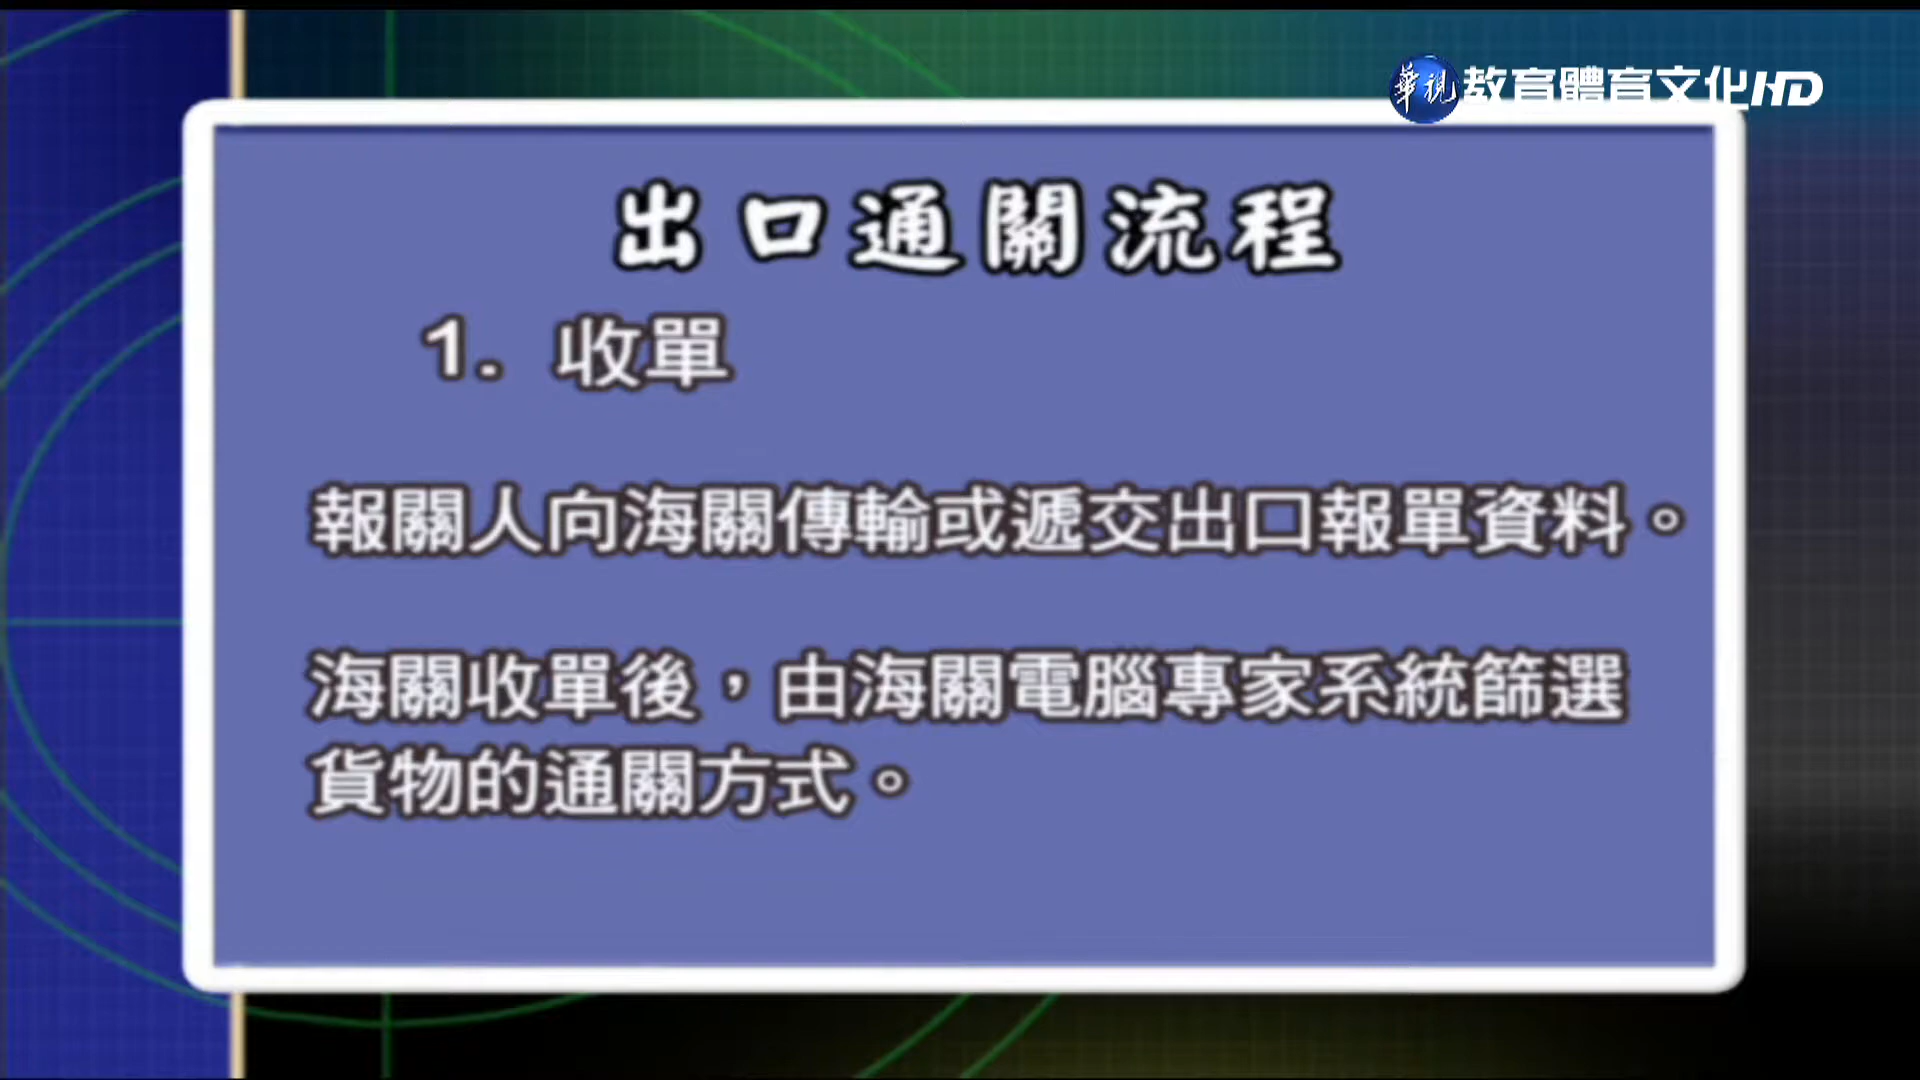 華視 教育體育文化HD
出口通關流程
1. 收單
報關人向海關傳輸或遞交出口報單資料。
海關收單後，由海關電腦專家系統篩選
貨物的通關方式。